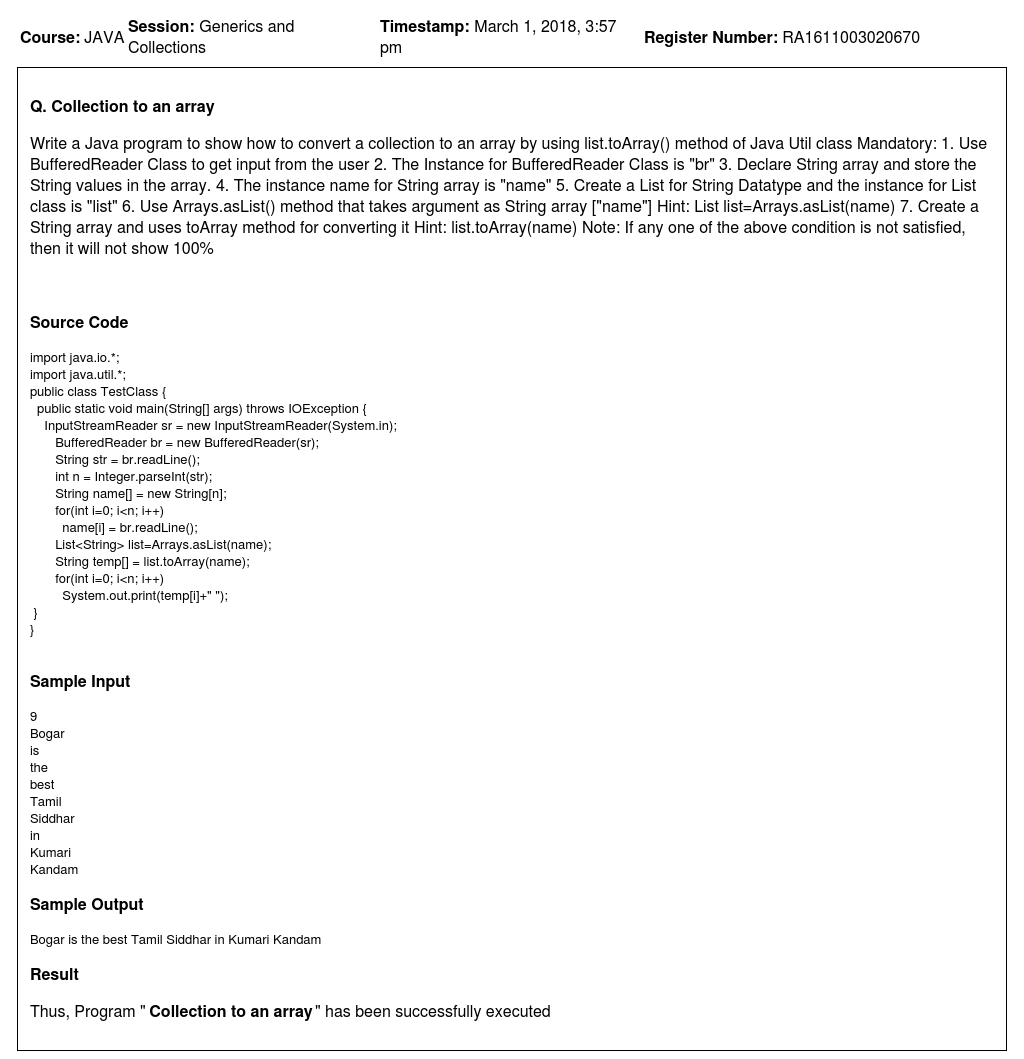 Course: JAVA Session: Generics and Collections Timestamp: March 1, 2018, 3:57 pm Register Number: RA1611003020670
Q. Collection to an array
Write a Java program to show how to convert a collection to an array by using list.toArray() method of Java Util class Mandatory: 1. Use
BufferedReader Class to get input from the user 2. The Instance for BufferedReader Class is "br" 3. Declare String array and store the
String values in the array. 4. The instance name for String array is "name" 5. Create a List for String Datatype and the instance for List
class is "list" 6. Use Arrays.asList() method that takes argument as String array ["name"] Hint: List list=Arrays.asList(name) 7. Create a
String array and uses toArray method for converting it Hint: list.toArray(name) Note: If any one of the above condition is not satisfied,
then it will not show 100%
Source Code
import java.io.*;
import java.util.*;
public class TestClass {
  public static void main(String[] args) throws IOException {
    InputStreamReader sr = new InputStreamReader(System.in);
       BufferedReader br = new BufferedReader(sr);
       String str = br.readLine();
       int n = Integer.parseInt(str);
       String name[] = new String[n];
       for(int i=0; i<n; i++)
         name[i] = br.readLine();
       List<String> list=Arrays.asList(name);
       String temp[] = list.toArray(name);
       for(int i=0; i<n; i++)
         System.out.print(temp[i]+" ");
 }
}
Sample Input
9
Bogar
is
the
best
Tamil
Siddhar
in
Kumari
Kandam
Sample Output
Bogar is the best Tamil Siddhar in Kumari Kandam
Result
Thus, Program " Collection to an array " has been successfully executed